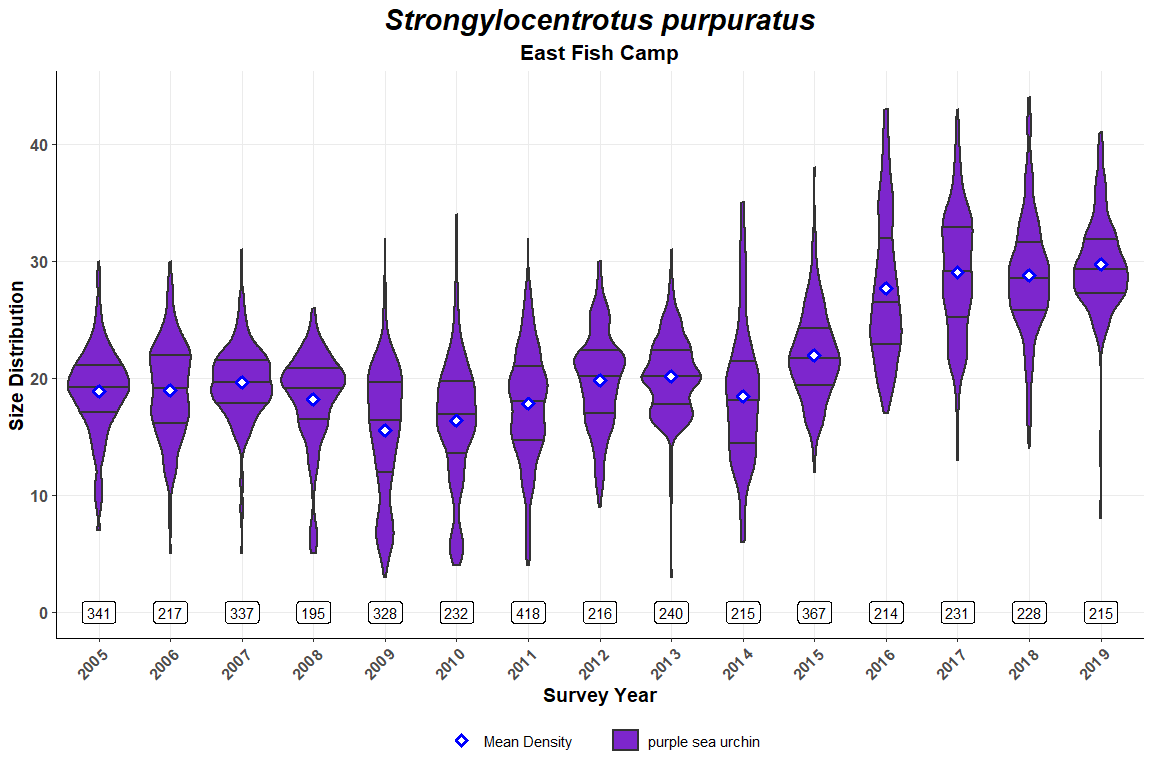 Strongylocentrotus purpuratus
East Fish Camp
Size Distribution
40
30
20
10
0
341 217 337 195 328 232 418 216 240 215 367 214 231 228 215
2005 2006 2007 2008 2009 2010 2011 2012 2013 2014 2015 2016 2017 2018 2019
Survey Year
Mean Density purple sea urchin